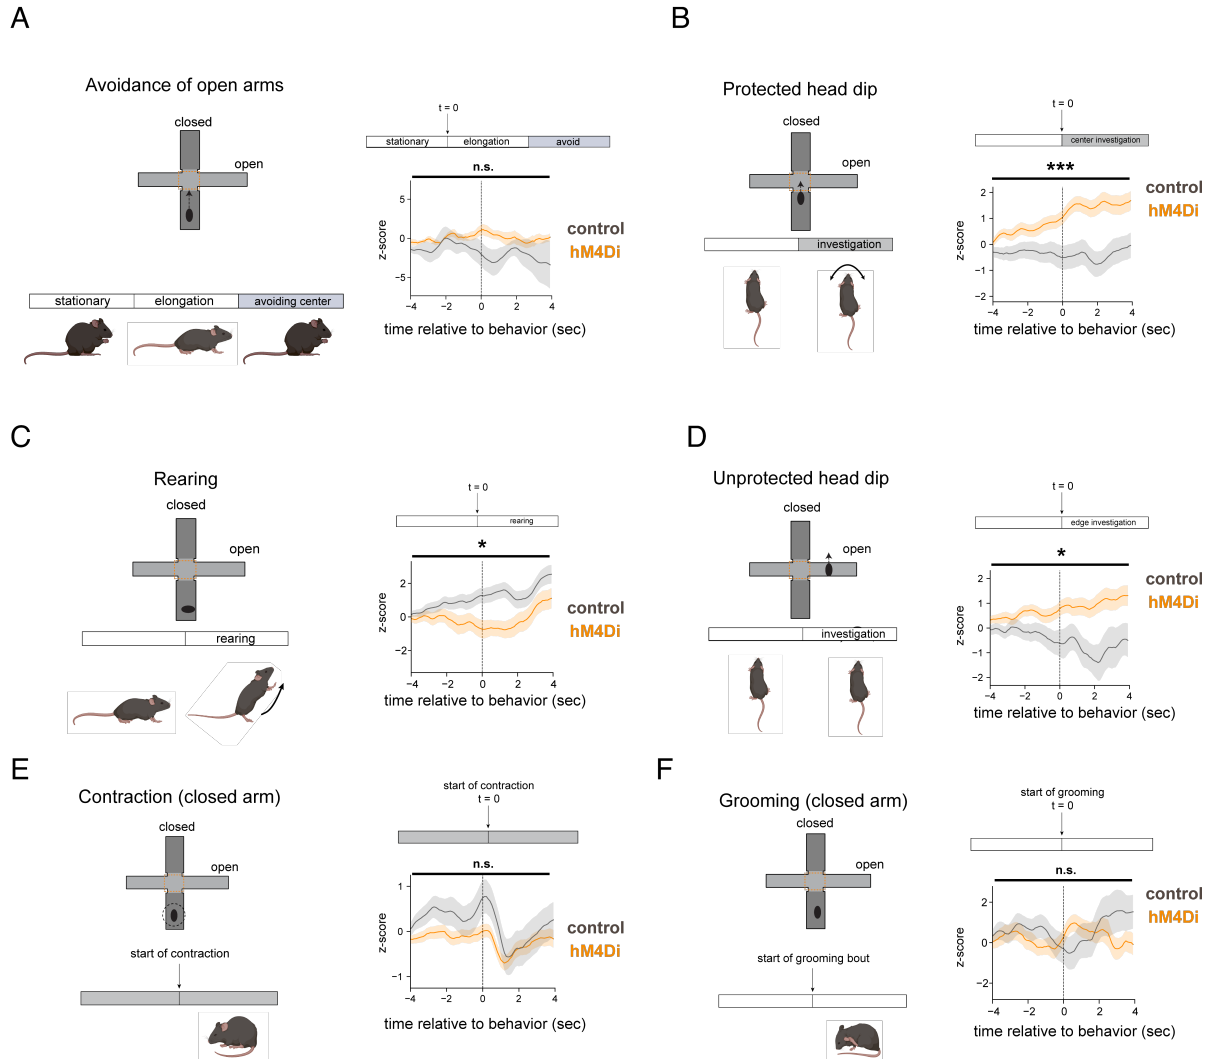 A
Avoidance of open arms
closed
open
stationary elongation avoiding center
t = 0
stationary elongation avoid
n.s.
5
0
−5
z-score
−4 −2 0 2 4
time relative to behavior (sec)
control
hM4Di
B
Protected head dip
closed
open
investigation
t = 0
center investigation
***
2
1
0
−1
−2
z-score
−4 −2 0 2 4
time relative to behavior (sec)
control
hM4Di
C
Rearing
closed
open
rearing
t = 0
rearing
*
2
0
−2
z-score
−4 −2 0 2 4
time relative to behavior (sec)
control
hM4Di
D
Unprotected head dip
closed
open
investigation
t = 0
edge investigation
*
2
1
0
−1
−2
z-score
−4 −2 0 2 4
time relative to behavior (sec)
control
hM4Di
E
Contraction (closed arm)
closed
open
start of contraction
start of contraction
t = 0
n.s.
1
0
−1
z-score
−4 −2 0 2 4
time relative to behavior (sec)
control
hM4Di
F
Grooming (closed arm)
closed
open
start of grooming bout
start of grooming
t = 0
n.s.
2
0
−2
z-score
−4 −2 0 2 4
time relative to behavior (sec)
control
hM4Di